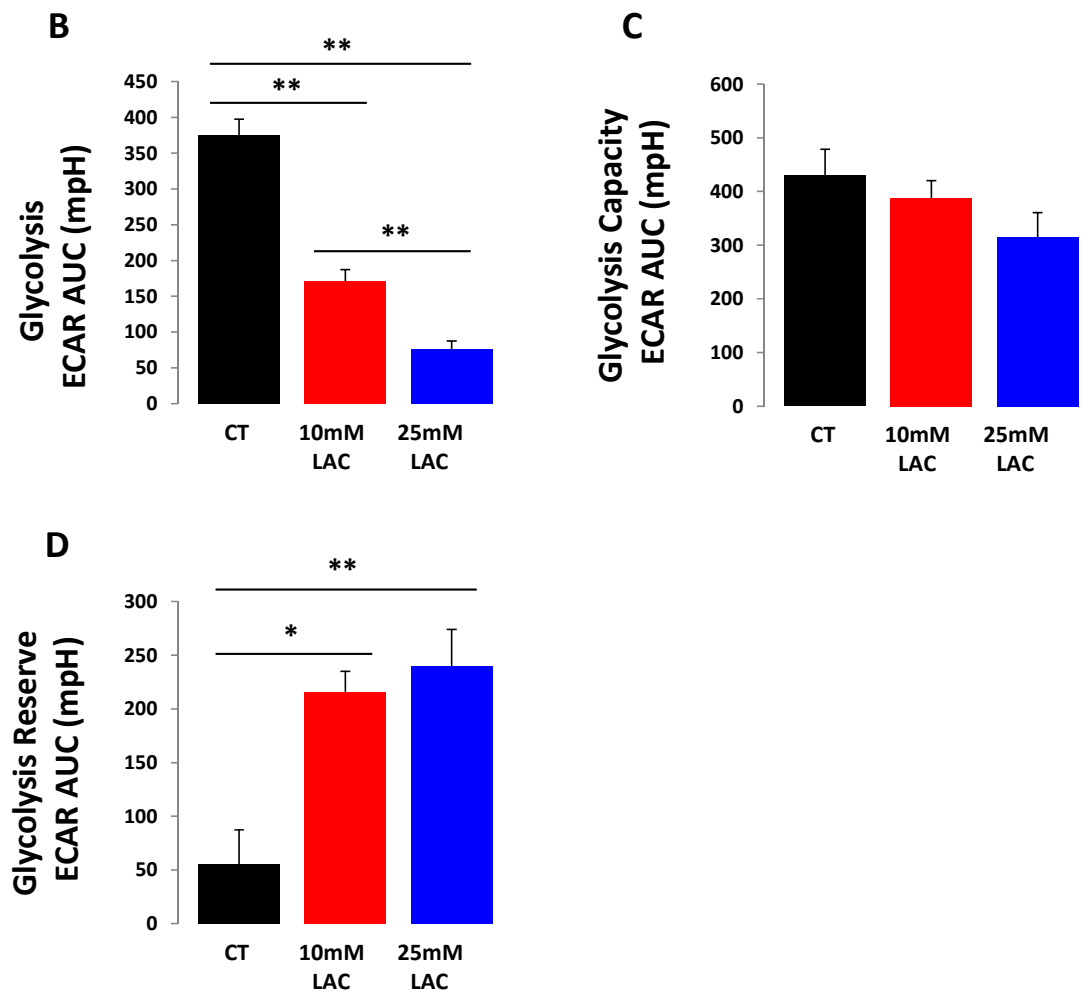 B
**
**
**
Glycolysis
ECAR AUC (mpH)
450
400
350
300
250
200
150
100
50
0
CT
10mM
LAC
25mM
LAC
C
Glycolysis Capacity
ECAR AUC (mpH)
600
500
400
300
200
100
0
CT
10mM
LAC
25mM
LAC
D
**
*
Glycolysis Reserve
ECAR AUC (mpH)
300
250
200
150
100
50
0
CT
10mM
LAC
25mM
LAC